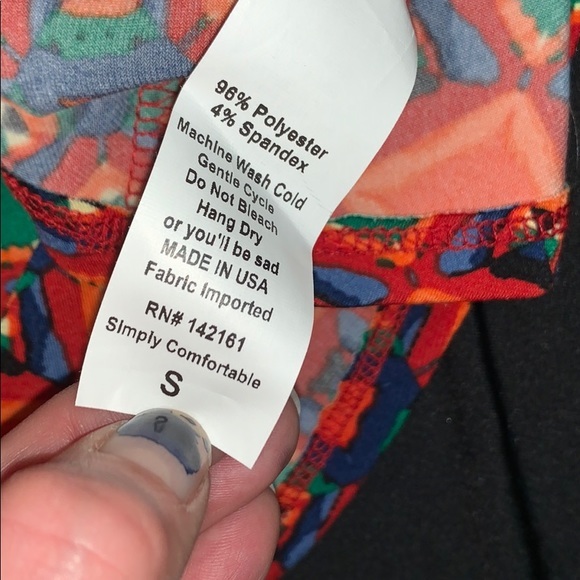 96% Polyester
4% Spandex
Machine Wash Cold
Gentle Cycle
Do Not Bleach
Hang Dry
or you'll be sad
MADE IN USA
Fabric Imported
RN# 142161
Simply Comfortable
S